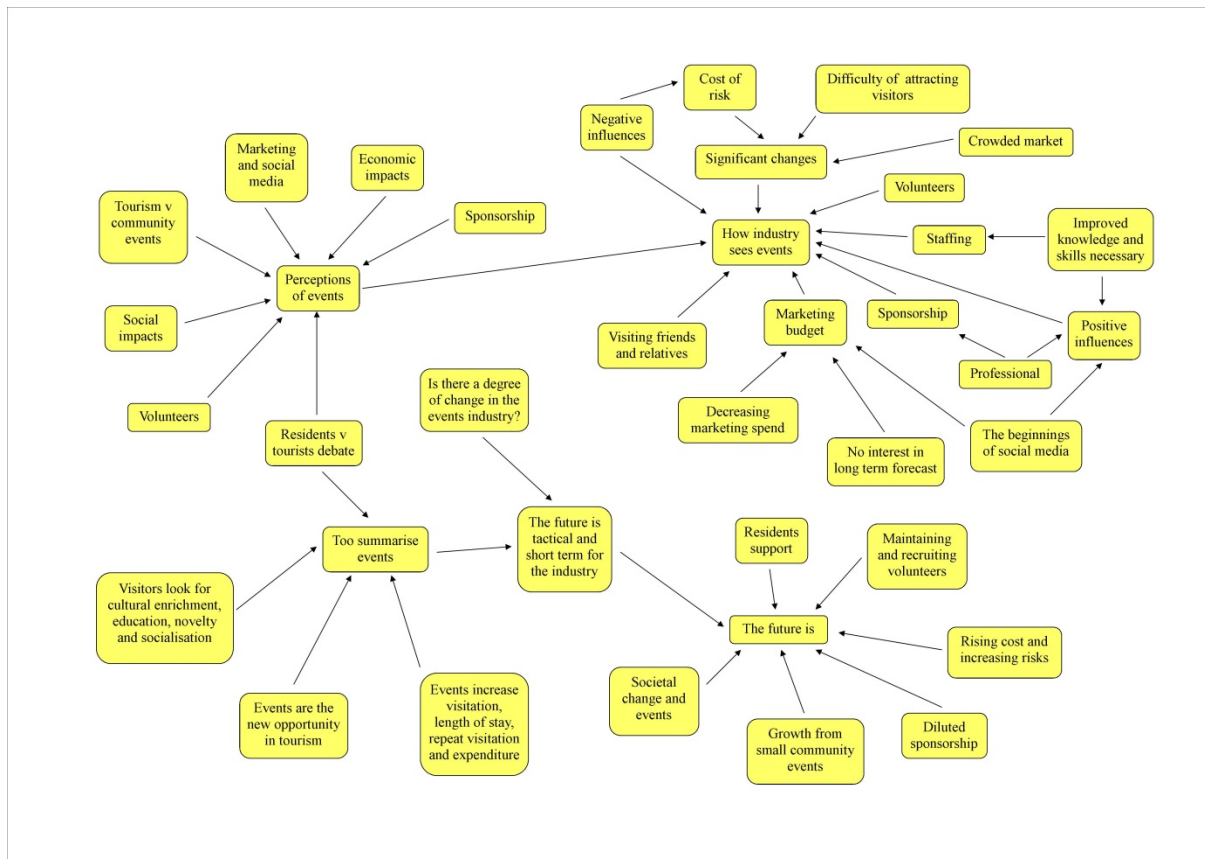 Cost of
risk
Difficulty of attracting
visitors
Negative
influences
Marketing
and social
media
Economic
impacts
Significant changes
Crowded market
Tourism v
community
events
Sponsorship
Volunteers
How industry
sees events
Staffing
Improved
knowledge and
skills necessary
Perceptions
of events
Social
impacts
Visiting friends
and relatives
Marketing
budget
Sponsorship
Positive
influences
Professional
Volunteers
Is there a degree
of change in the
events industry?
Residents v
tourists debate
Decreasing
marketing spend
No interest in
long term forecast
The beginnings
of social media
Too summarise
events
The future is
tactical and
short term for
the industry
Residents
support
Maintaining
and recruiting
volunteers
Visitors look for
cultural enrichment,
education, novelty
and socialisation
The future is
Rising cost and
increasing risks
Events are the
new opportunity
in tourism
Events increase
visitation,
length of stay,
repeat visitation
and expenditure
Societal
change and
events
Growth from
small community
events
Diluted
sponsorship